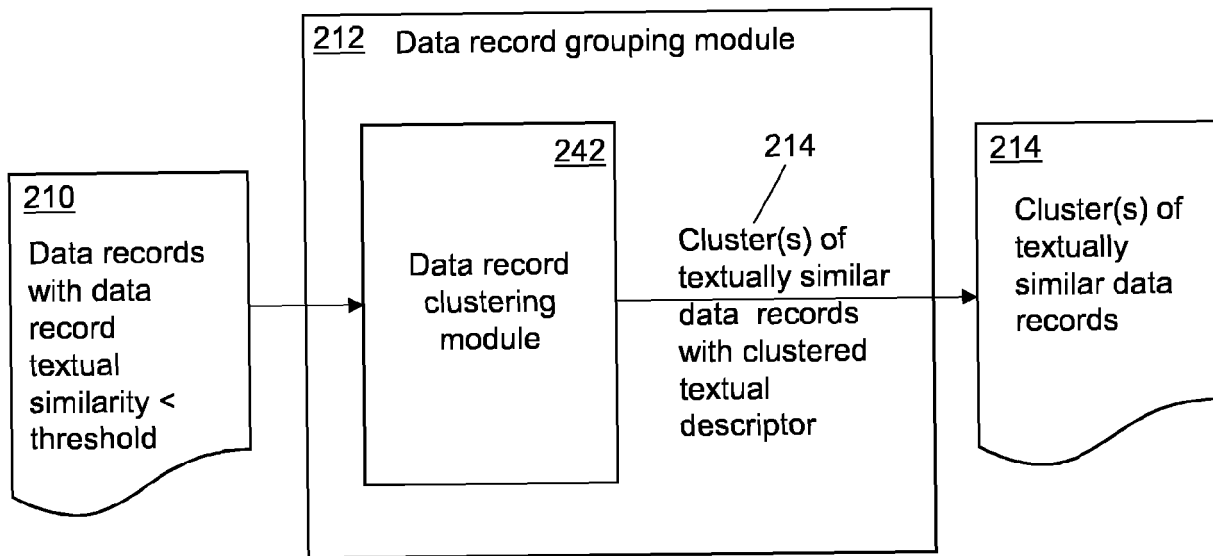 212 Data record grouping module
210
Data records
with data
record
textual
similarity <
threshold
242
Data record
clustering
module
214
Cluster(s) of
textually similar
data records
with clustered
textual
descriptor
214
Cluster(s) of
textually
similar data
records